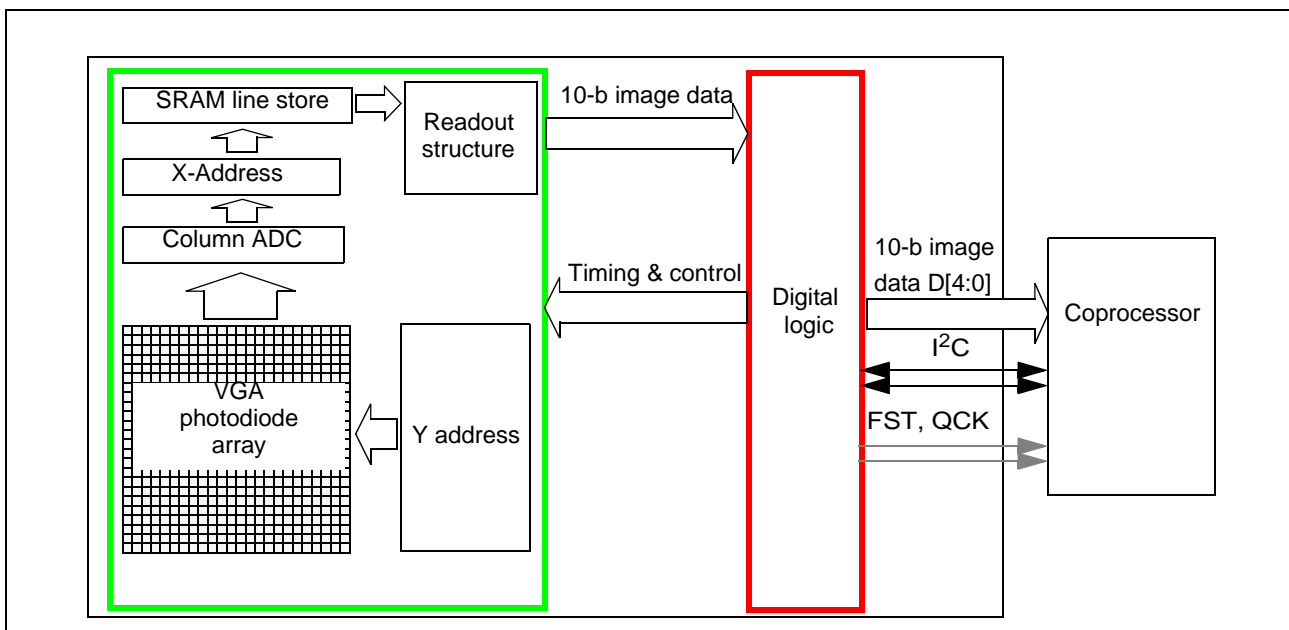 SRAM line store
Readout
structure
X-Address
Column ADC
VGA
photodiode
array
Y address
10-b image data
Timing & control
Digital
logic
10-b image
data D[4:0]
I²C
FST, QCK
Coprocessor